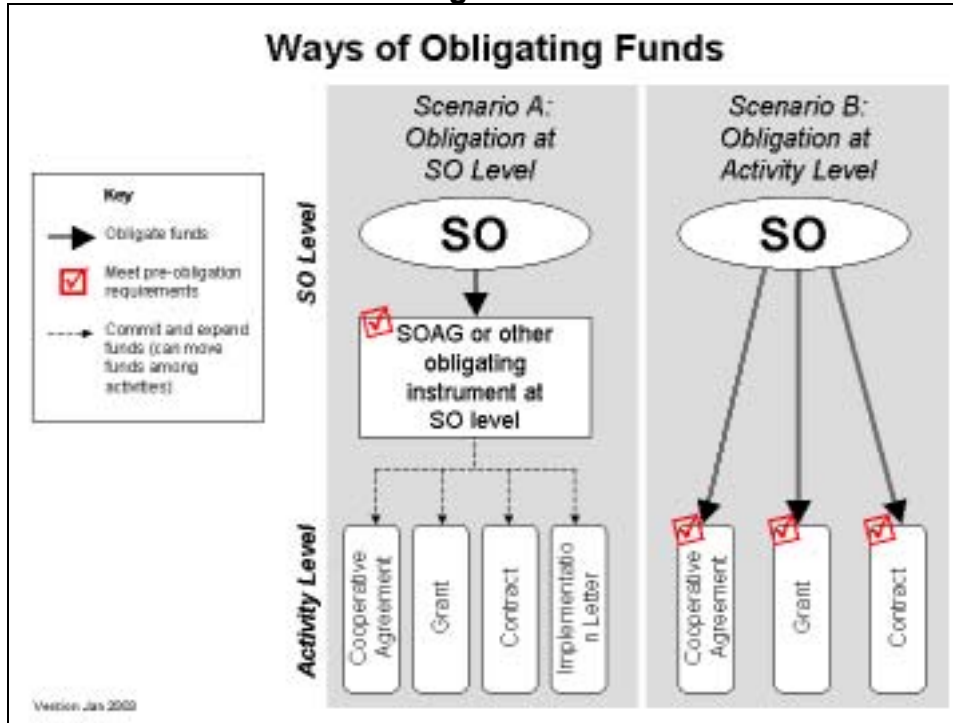 Ways of Obligating Funds
Key
Obligate funds
Meet pre-obligation
requirements
Commit and expend
funds (can move
funds among
activities)
SO Level
Activity Level
Scenario A:
Obligation at
SO Level
SO
SOAG or other
obligating
instrument at
SO level
Cooperative
Agreement
Grant
Contract
Implementatio
n Letter
Scenario B:
Obligation at
Activity Level
SO
Cooperative
Agreement
Grant
Contract
Version Jan